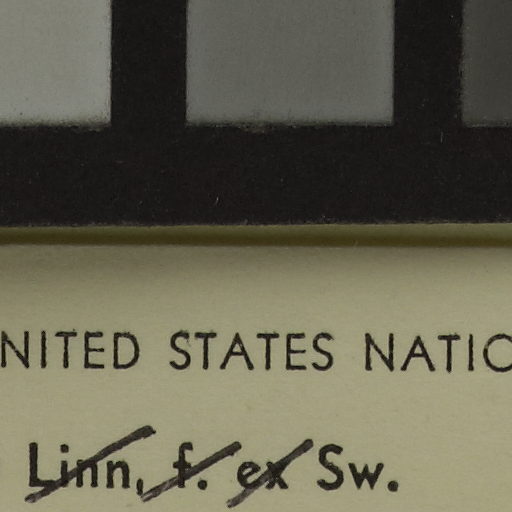 NITED STATES NATIO
Linn, f. ex Sw.